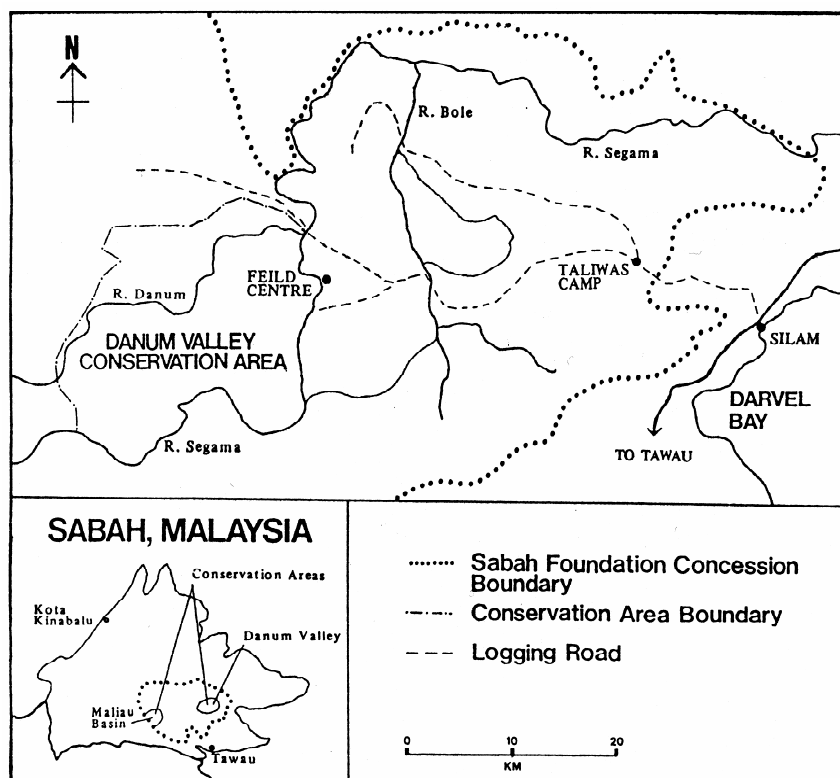 N
R. Bole
R. Segama
FEILD
CENTRE
TALIWAS
CAMP
R. Danum
DANUM VALLEY
CONSERVATION AREA
SILAM
DARVEL
BAY
R. Segama
TO TAWAU
SABAH, MALAYSIA
Conservation Areas
Kota
Kinabalu
Danum Valley
Maliau
Basin
Tawau
Sabah Foundation Concession
Boundary
Conservation Area Boundary
Logging Road
0 10 20
KM